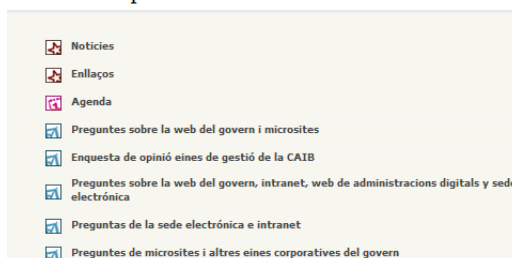 Noticies
Enllaços
Agenda
Preguntes sobre la web del govern i microsites
Enquesta de opinió eines de gestió de la CAIB
Preguntes sobre la web del govern, intranet, web de administracions digitals y sede
electrónica
Preguntas de la sede electrónica e intranet
Preguntes de microsites i altres eines corporatives del govern